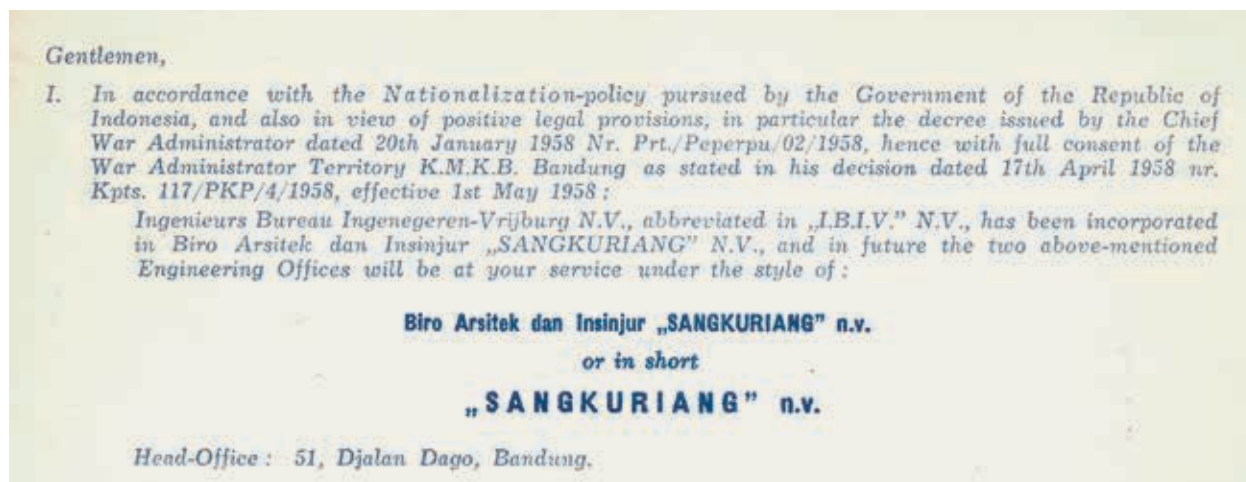 Gentlemen,
I. In accordance with the Nationalization-policy pursued by the Government of the Republic of
Indonesia, and also in view of positive legal provisions, in particular the decree issued by the Chief
War Administrator dated 20th January 1958 Nr. Prt./Peperpu/02/1958, hence with full consent of the
War Administrator Territory K.M.K.B. Bandung as stated in his decision dated 17th April 1958 nr.
Kpts. 117/PKP/4/1958, effective 1st May 1958 :
Ingenieurs Bureau Ingenegeren-Vrijburg N.V., abbreviated in „I.B.I.V.” N.V., has been incorporated
in Biro Arsitek dan Insinjur „SANGKURIANG” N.V., and in future the two above-mentioned
Engineering Offices will be at your service under the style of :
Biro Arsitek dan Insinjur „SANGKURIANG” n.v.
or in short
„SANGKURIANG” n.v.
Head-Office : 51, Djalan Dago, Bandung.